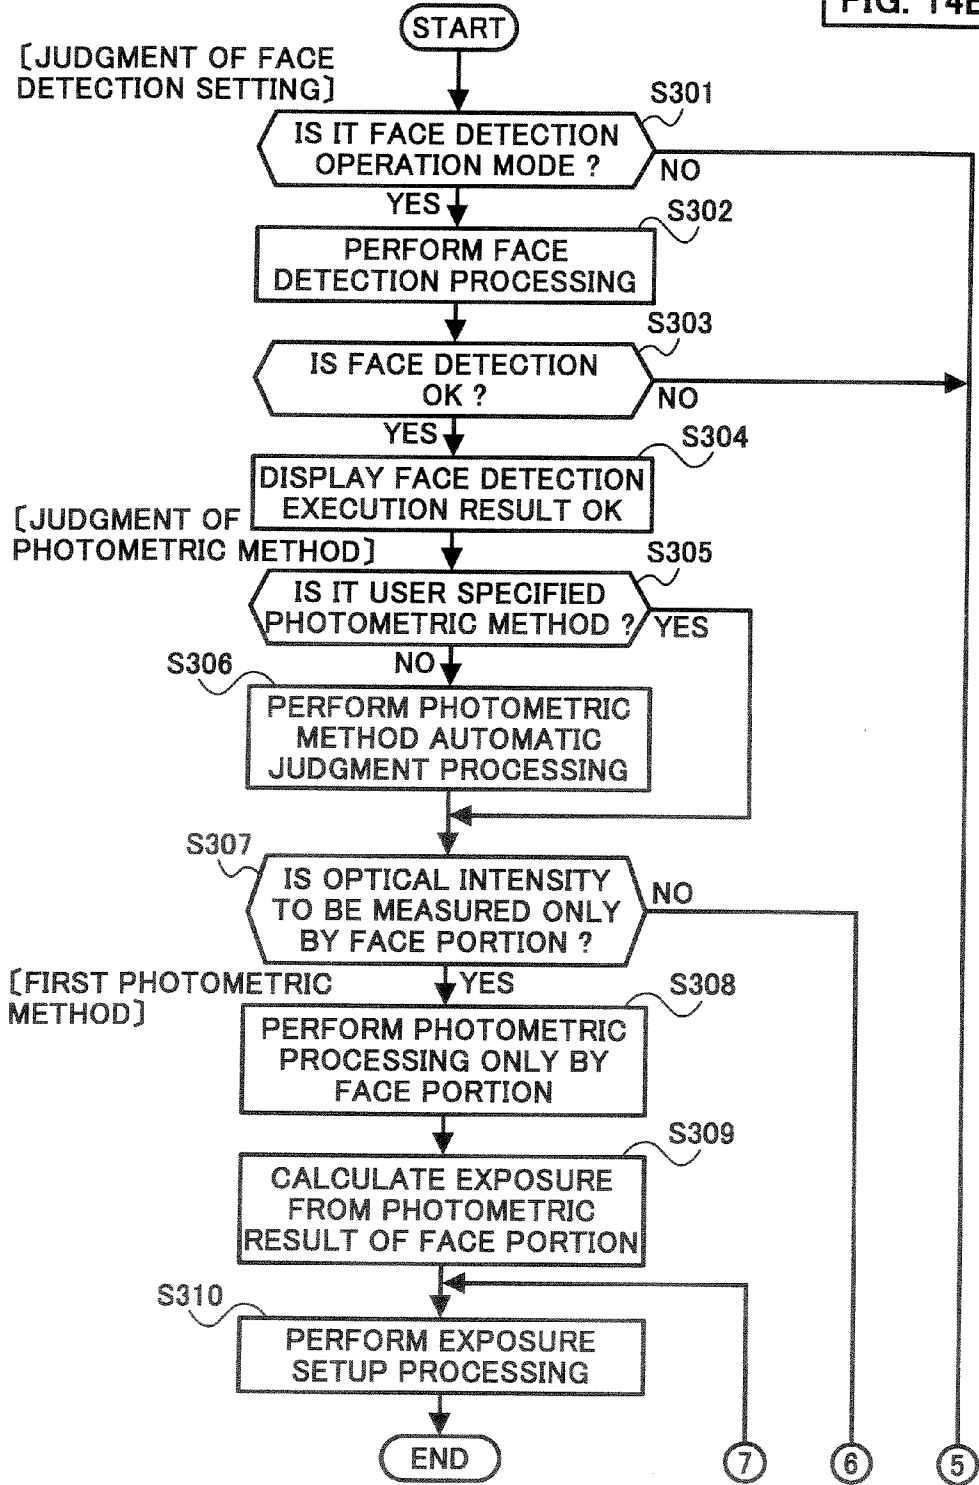 FIG. 14B
START
[JUDGMENT OF FACE
DETECTION SETTING]
S301
IS IT FACE DETECTION
OPERATION MODE ?
NO
YES
S302
PERFORM FACE
DETECTION PROCESSING
S303
IS FACE DETECTION
OK ?
NO
YES
S304
DISPLAY FACE DETECTION
EXECUTION RESULT OK
[JUDGMENT OF
PHOTOMETRIC METHOD]
S305
IS IT USER SPECIFIED
PHOTOMETRIC METHOD ?
YES
NO
S306
PERFORM PHOTOMETRIC
METHOD AUTOMATIC
JUDGMENT PROCESSING
S307
IS OPTICAL INTENSITY
TO BE MEASURED ONLY
BY FACE PORTION ?
NO
YES
[FIRST PHOTOMETRIC
METHOD]
S308
PERFORM PHOTOMETRIC
PROCESSING ONLY BY
FACE PORTION
S309
CALCULATE EXPOSURE
FROM PHOTOMETRIC
RESULT OF FACE PORTION
S310
PERFORM EXPOSURE
SETUP PROCESSING
END
7
6
5